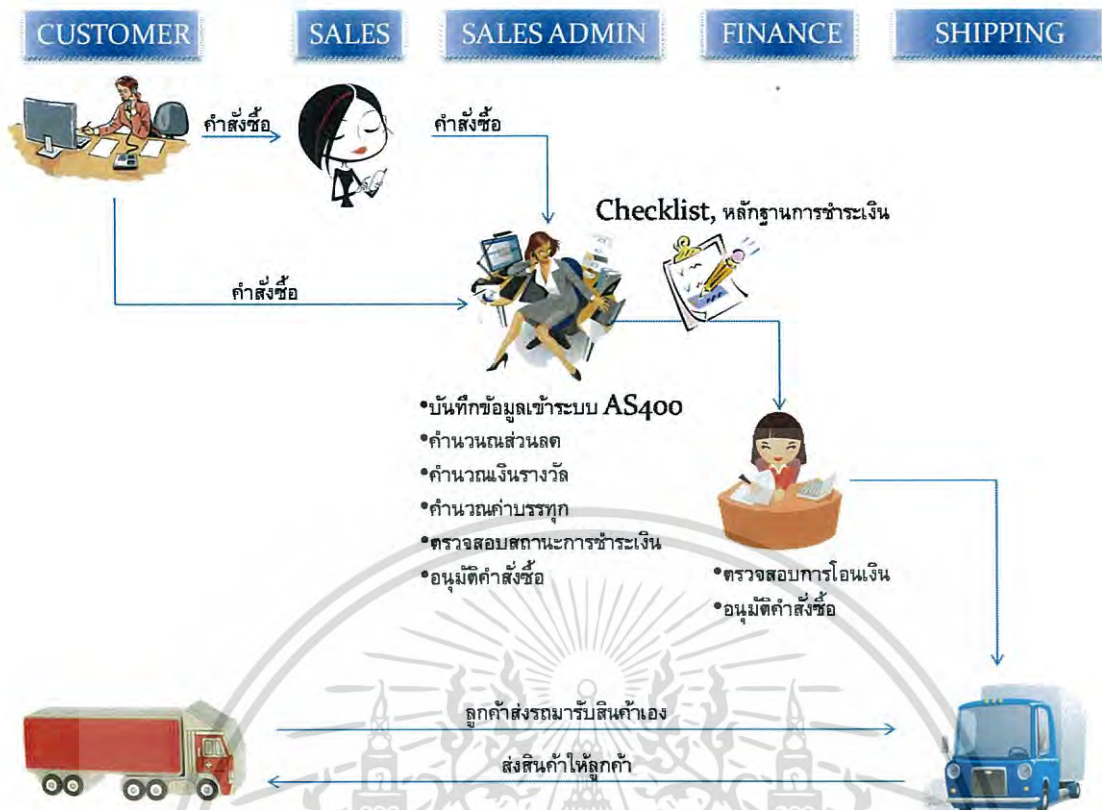 CUSTOMER
SALES
SALES ADMIN
FINANCE
SHIPPING
คำสั่งซื้อ
คำสั่งซื้อ
Checklist, หลักฐานการชำระเงิน
คำสั่งซื้อ
•บันทึกข้อมูลเข้าระบบ AS400
•คำนวนณส่วนลด
•คำนวณเงินรางวัล
•คำนวณค่าบรรทุก
•ตรวจสอบสถานะการชำระเงิน
•อนุมัติคำสั่งซื้อ
•ตรวจสอบการโอนเงิน
•อนุมัติคำสั่งซื้อ
ลูกค้าส่งรถมารับสินค้าเอง
ส่งสินค้าให้ลูกค้า